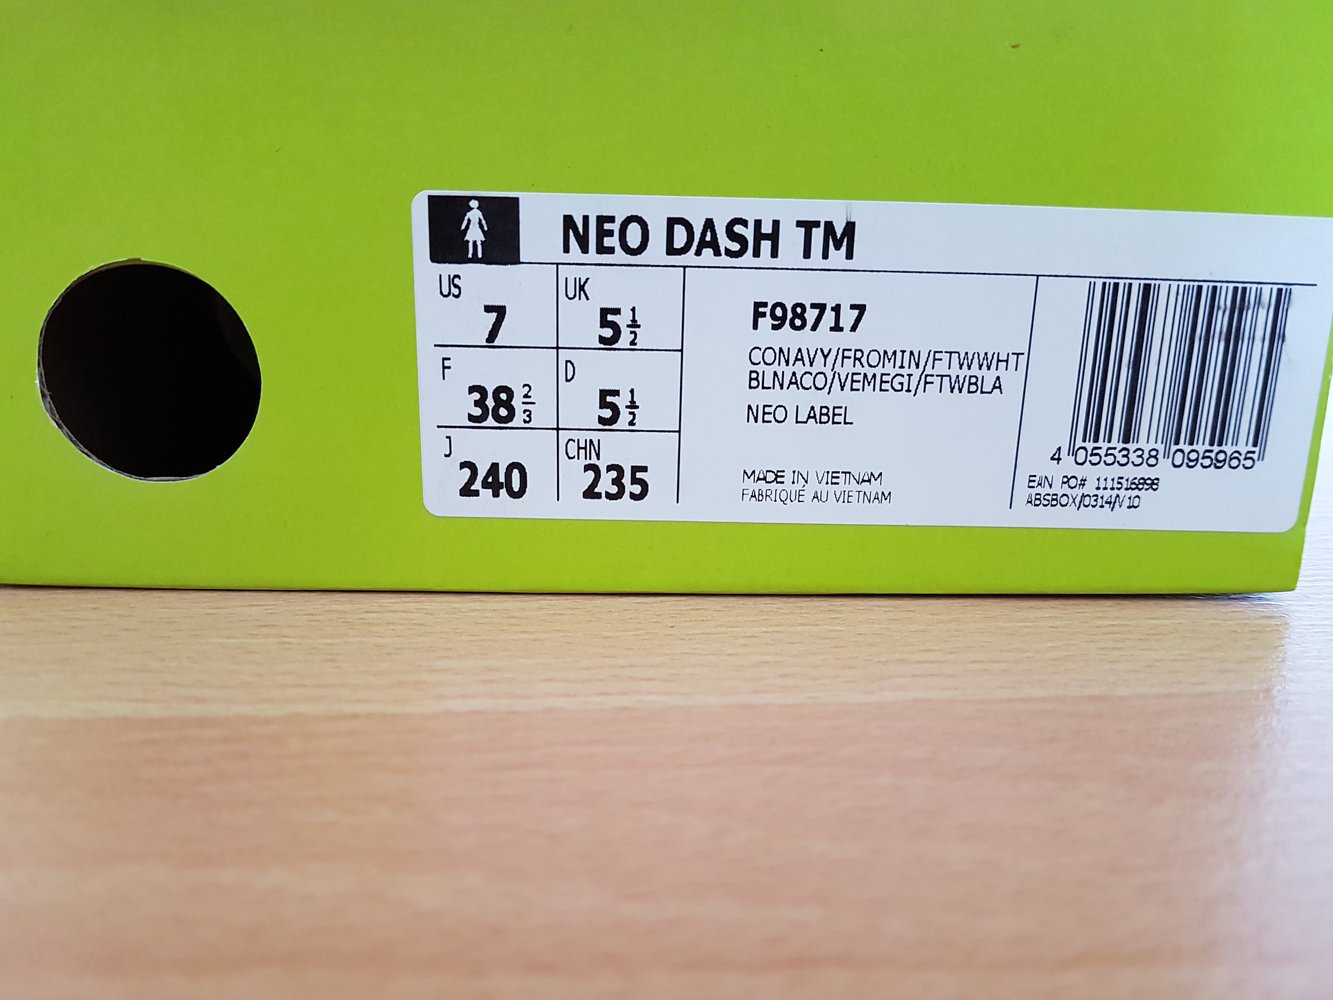 NEO DASH TM
US 7
UK 5 1/2
F 38 2/3
D 5 1/2
J 240
CHN 235
F98717
CONAVY/FROMIN/FTWWHT
BLNACO/VEMEGI/FTWBLA
NEO LABEL
MADE IN VIETNAM
FABRIQUÉ AU VIETNAM
4 055338 095965
EAN PO# 111516898
ABSBOX/0314/V10